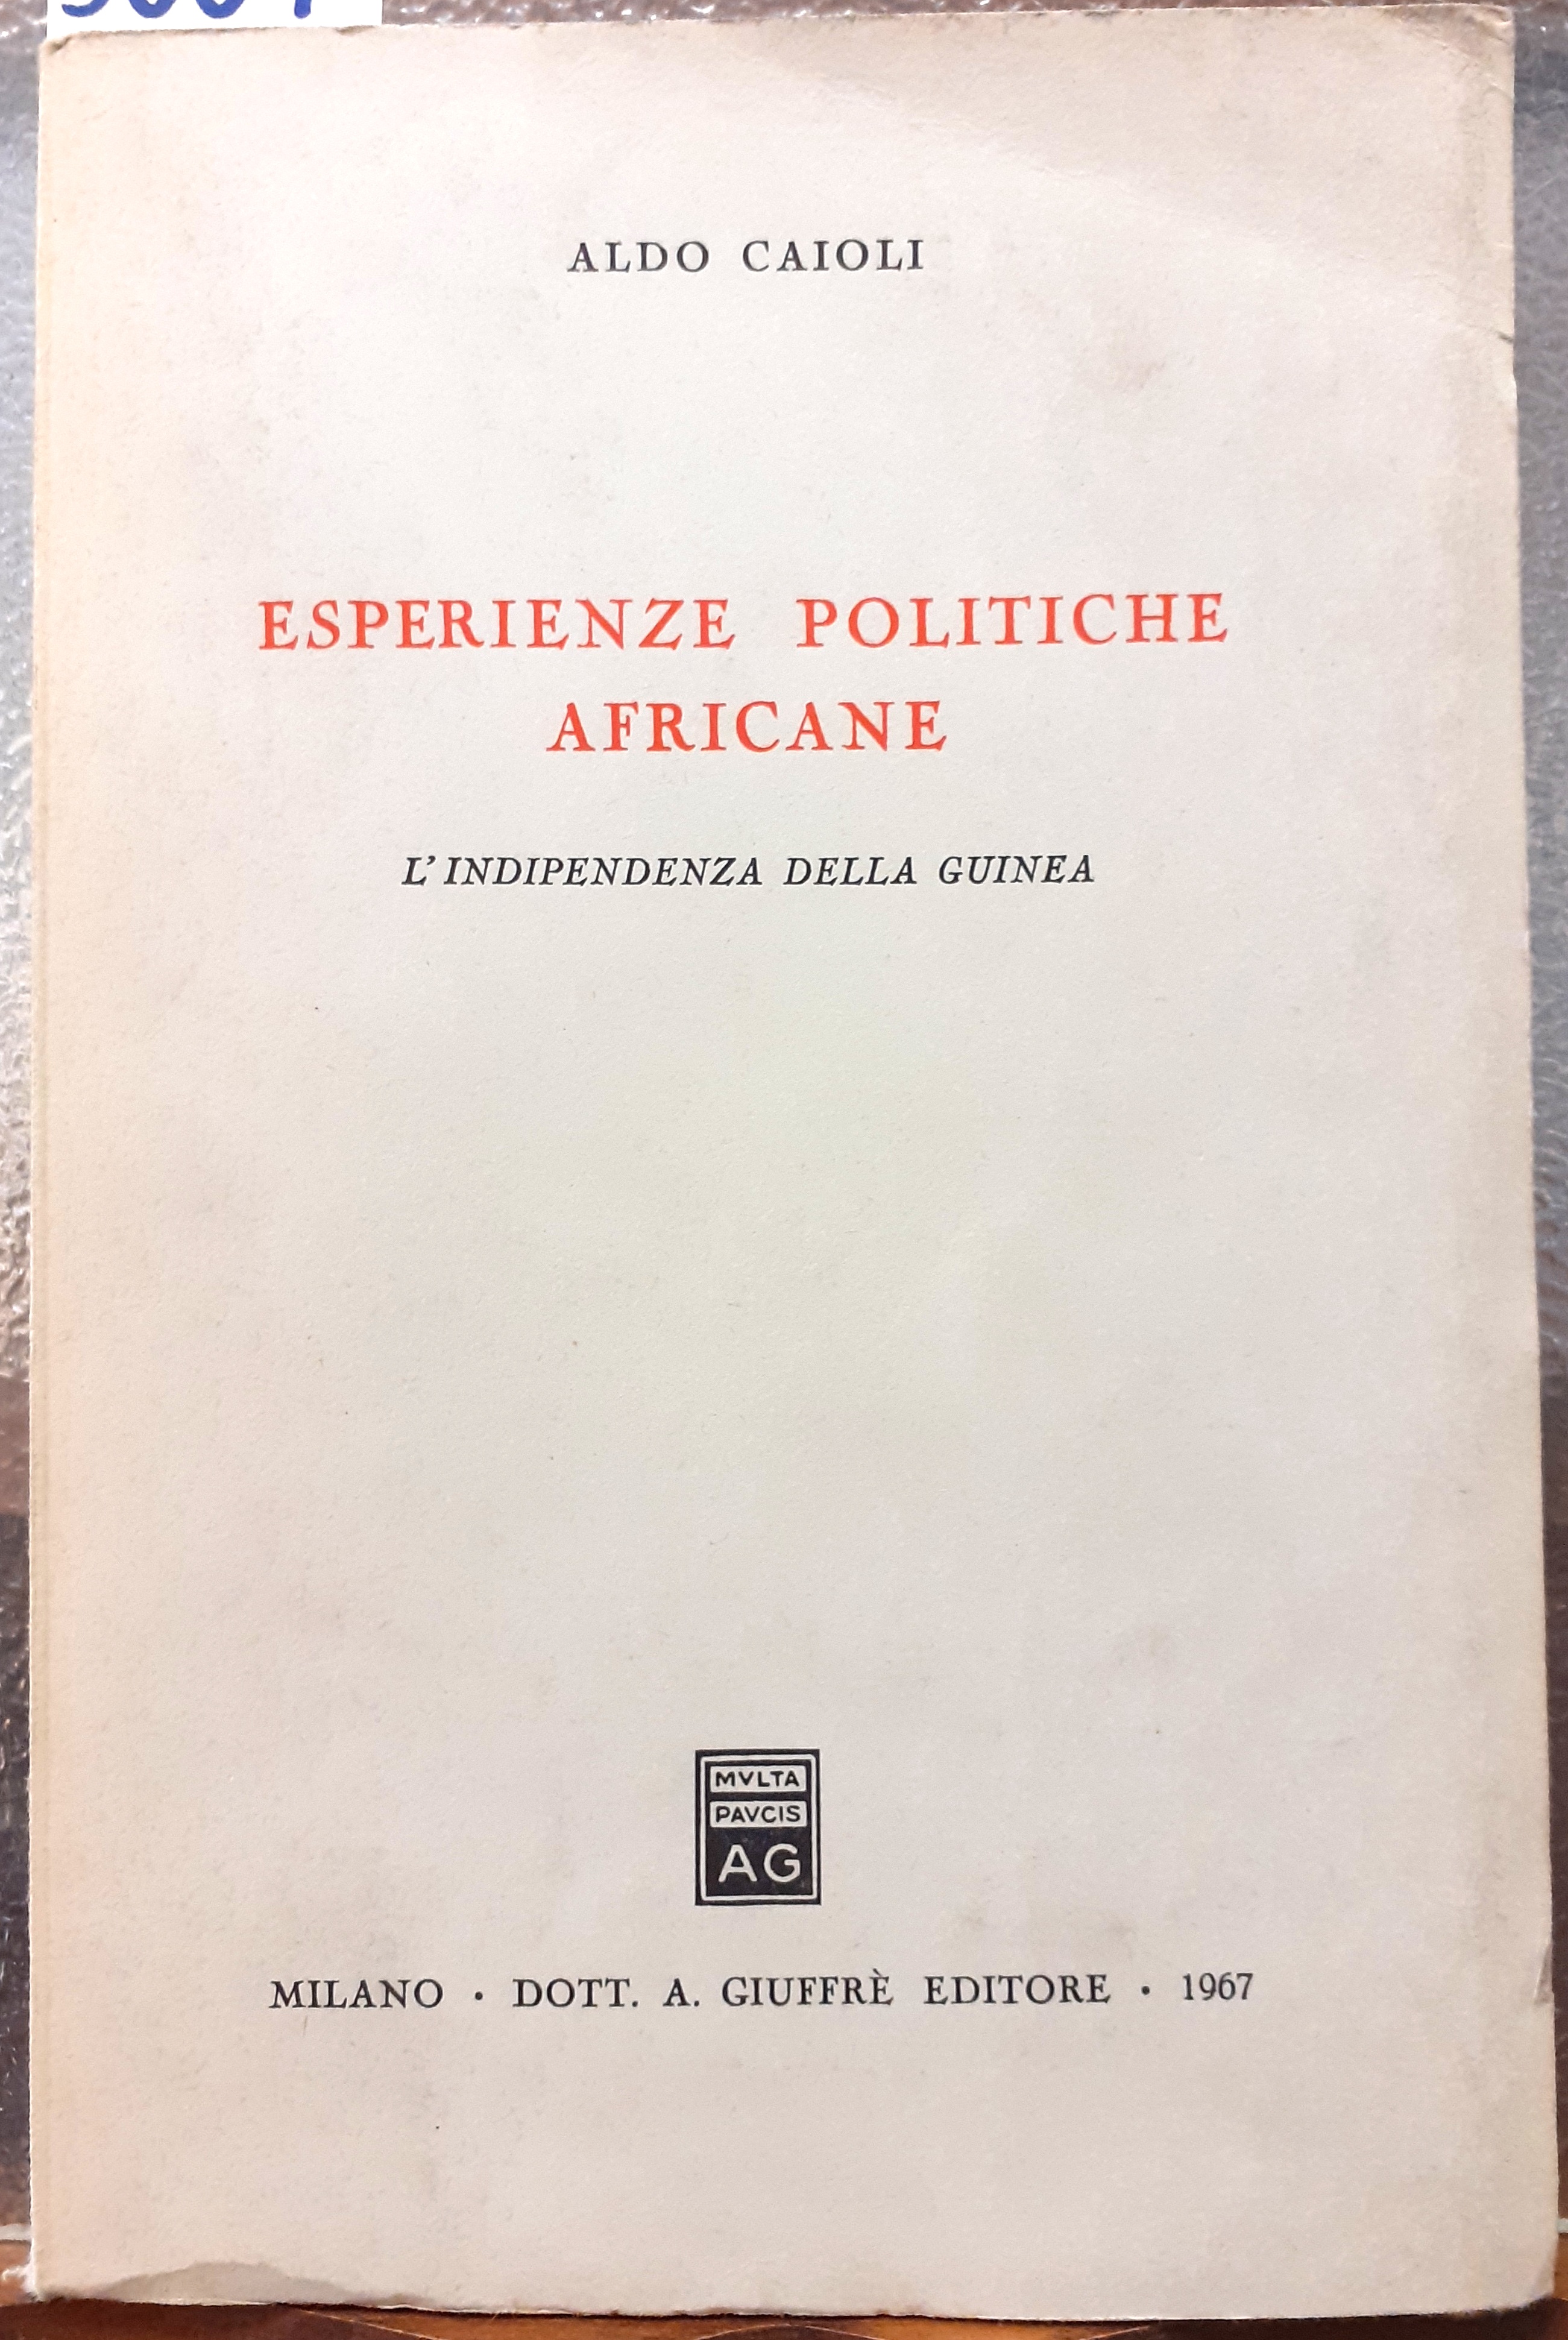 ALDO CAIOLI
ESPERIENZE POLITICHE
AFRICANE
L'INDIPENDENZA DELLA GUINEA
MVLTA
PAVCIS
AG
MILANO • DOTT. A. GIUFFRÈ EDITORE • 1967